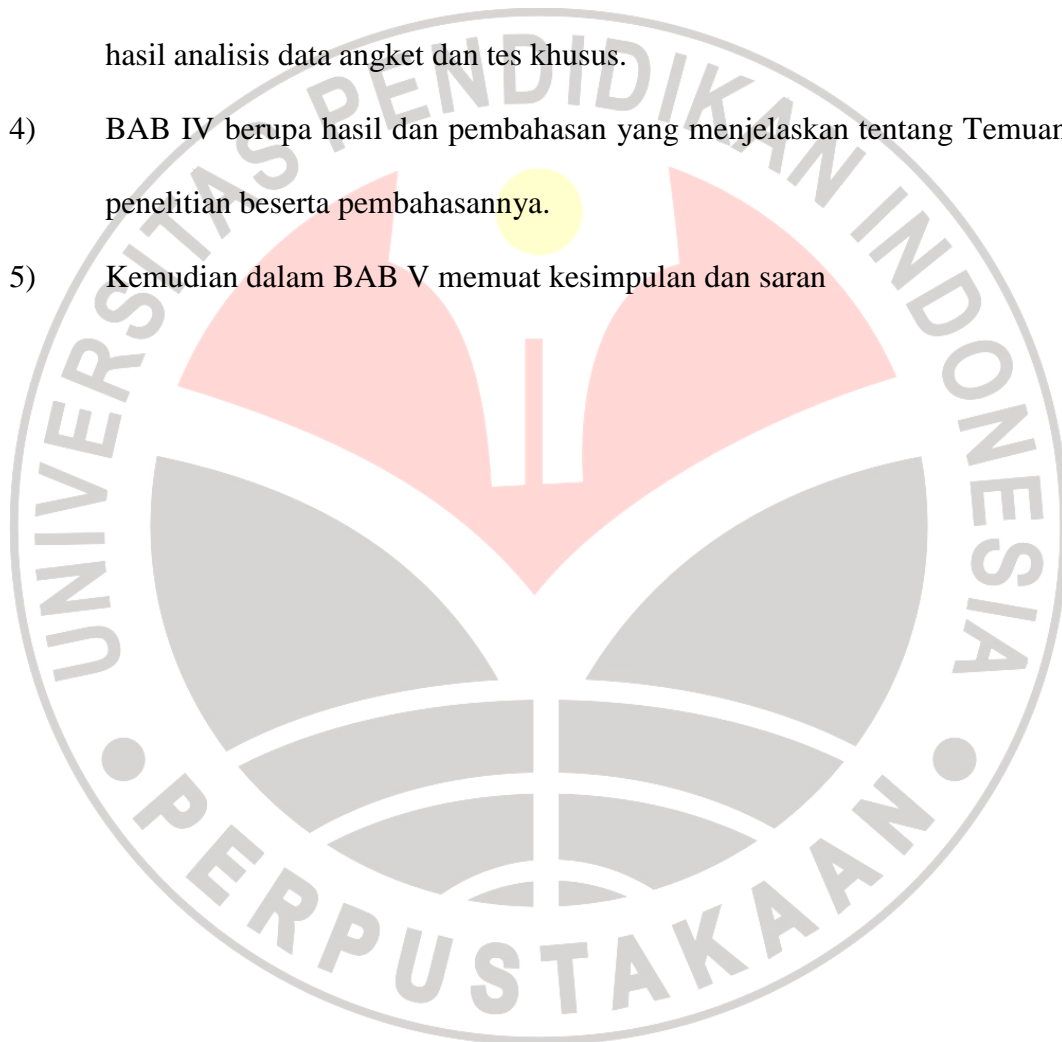 hasil analisis data angket dan tes khusus.
4) BAB IV berupa hasil dan pembahasan yang menjelaskan tentang Temuan
penelitian beserta pembahasannya.
5) Kemudian dalam BAB V memuat kesimpulan dan saran
UNIVERSITAS PENDIDIKAN INDONESIA
PERPUSTAKAAN